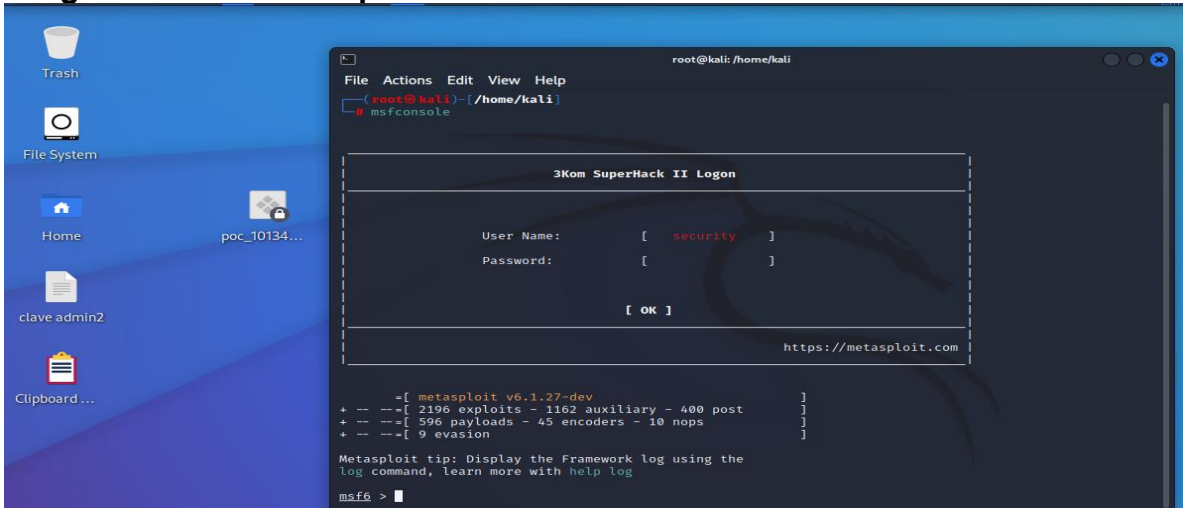 Trash
File System
Home
poc_10134...
clave admin2
Clipboard ...
root@kali: /home/kali
File Actions Edit View Help
(root㉿kali)-[/home/kali]
# msfconsole
3Kom SuperHack II Logon
User Name: [ security ]
Password: [ ]
[ OK ]
https://metasploit.com
=[ metasploit v6.1.27-dev ]
+ -- --=[ 2196 exploits - 1162 auxiliary - 400 post ]
+ -- --=[ 596 payloads - 45 encoders - 10 nops ]
+ -- --=[ 9 evasion ]
Metasploit tip: Display the Framework log using the
log command, learn more with help log
msf6 >